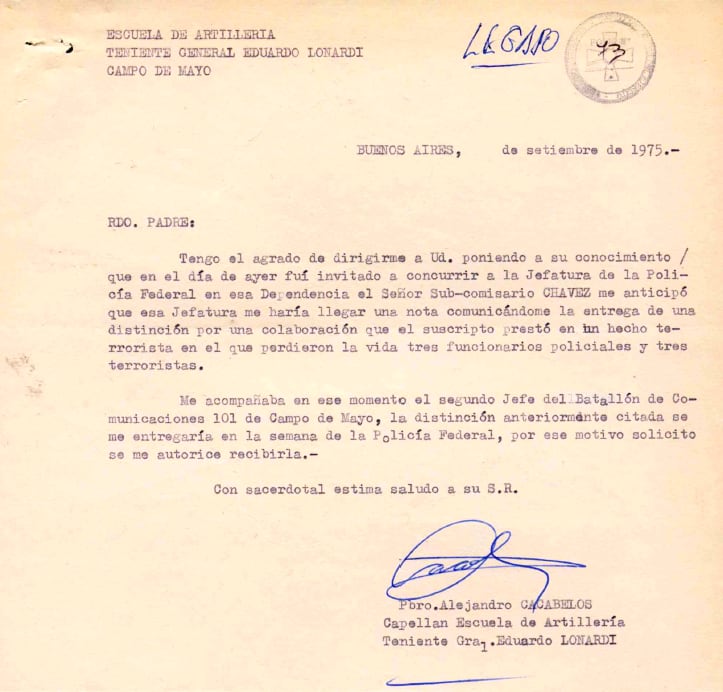 ESCUELA DE ARTILLERIA
TENIENTE GENERAL EDUARDO LONARDI
CAMPO DE MAYO
LEGAJO
73
BUENOS AIRES, de setiembre de 1975.-
RDO. PADRE:
Tengo el agrado de dirigirme a Ud. poniendo a su conocimiento /
que en el día de ayer fuí invitado a concurrir a la Jefatura de la Poli-
cía Federal en esa Dependencia el Señor Sub-comisario CHAVEZ me anticipó
que esa Jefatura me haría llegar una nota comunicándome la entrega de una
distinción por una colaboración que el suscripto prestó en un hecho te-
rrorista en el que perdieron la vida tres funcionarios policiales y tres
terroristas.
Me acompañaba en ese momento el segundo Jefe del Batallón de Co-
municaciones 101 de Campo de Mayo, la distinción anteriormente citada se
me entregaría en la semana de la Policía Federal, por ese motivo solicito
se me autorice recibirla.-
Con sacerdotal estima saludo a su S.R.
Pbro.Alejandro CACABELOS
Capellan Escuela de Artillería
Teniente Gral.Eduardo LONARDI